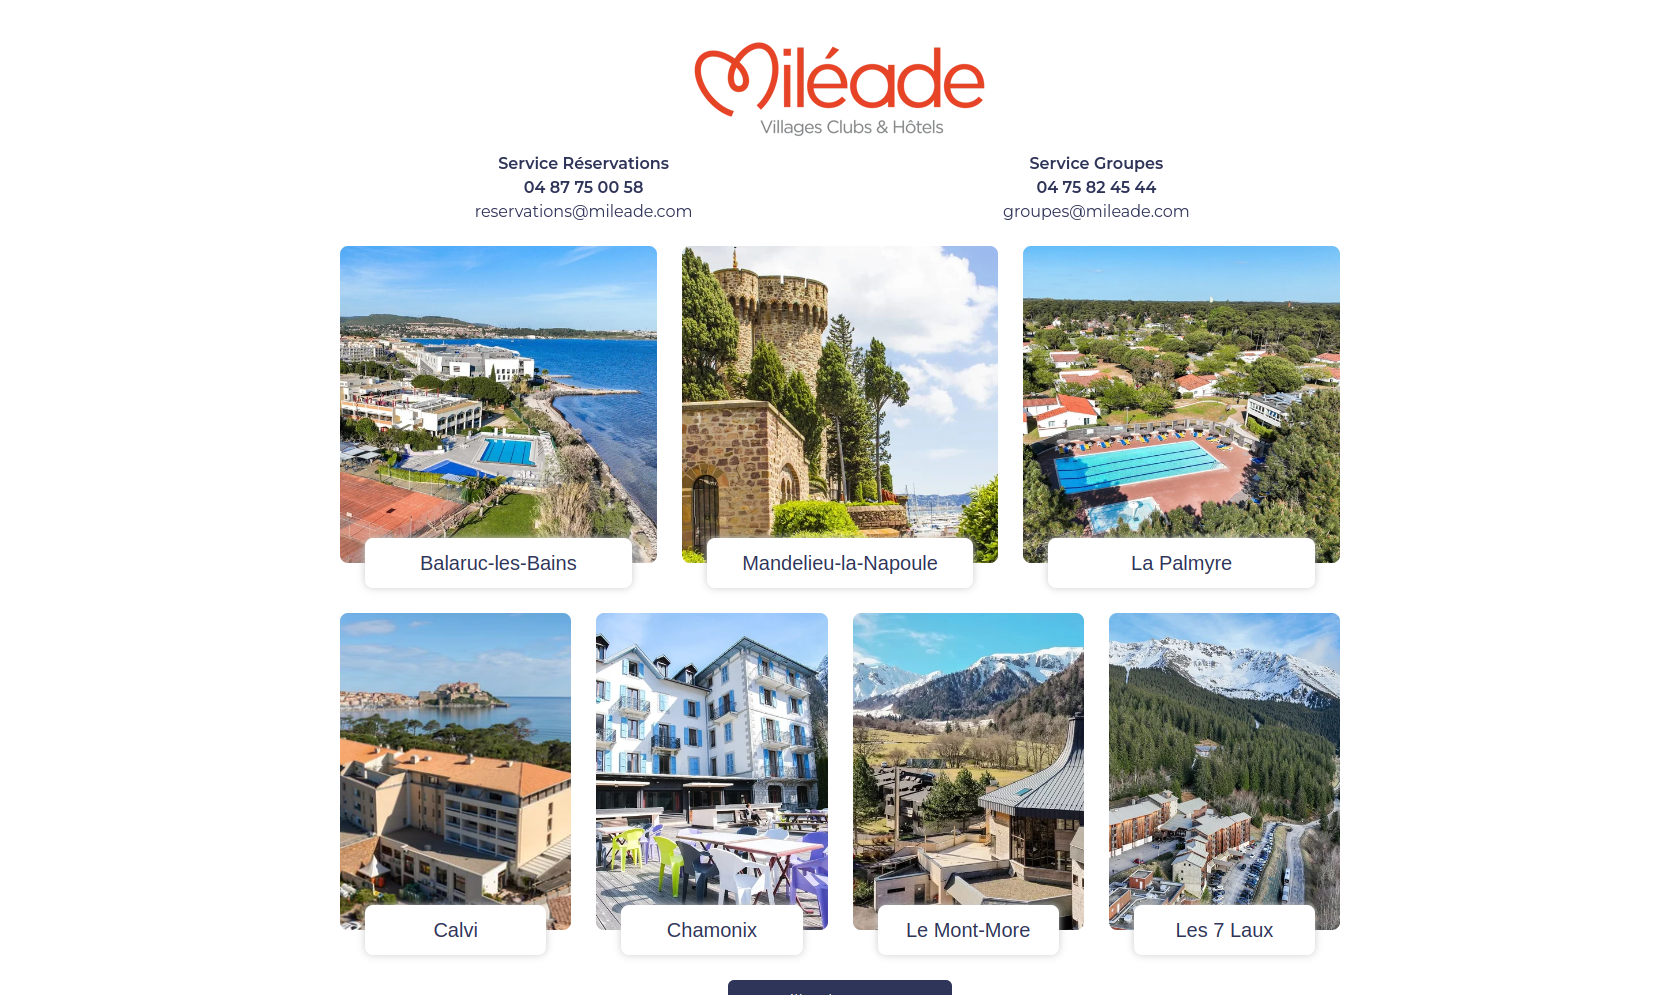 Miléade
Villages Clubs & Hôtels
Service Réservations
04 87 75 00 58
reservations@mileade.com
Service Groupes
04 75 82 45 44
groupes@mileade.com
Balaruc-les-Bains
Mandelieu-la-Napoule
La Palmyre
Calvi
Chamonix
Le Mont-More
Les 7 Laux